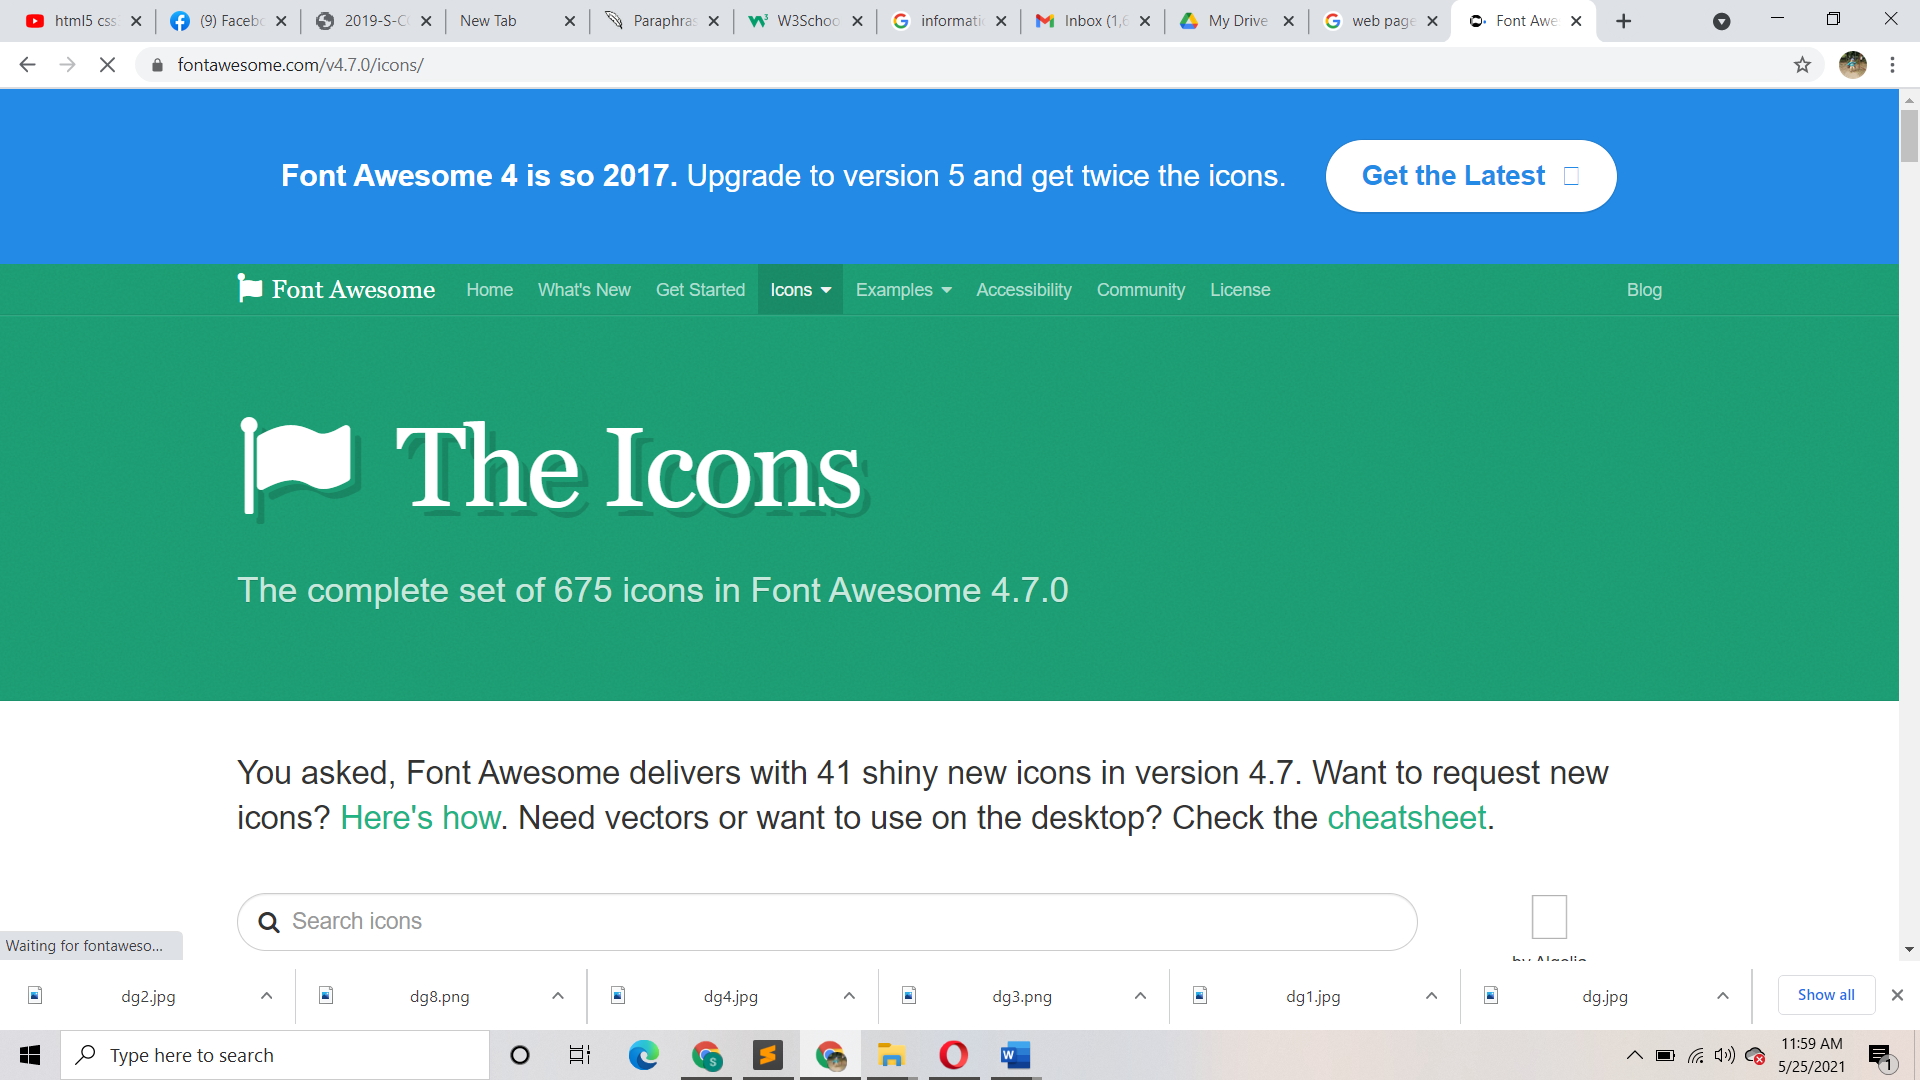 html5 css
(9) Facebo
2019-S-C
New Tab
Paraphras
W3Schoo
informati
Inbox (1,6
My Drive
web page
Font Awe
fontawesome.com/v4.7.0/icons/
Font Awesome 4 is so 2017. Upgrade to version 5 and get twice the icons.
Get the Latest
Font Awesome
Home
What's New
Get Started
Icons
Examples
Accessibility
Community
License
Blog
The Icons
The complete set of 675 icons in Font Awesome 4.7.0
You asked, Font Awesome delivers with 41 shiny new icons in version 4.7. Want to request new
icons? Here's how. Need vectors or want to use on the desktop? Check the cheatsheet.
Search icons
by Algolia
Waiting for fontaweso...
dg2.jpg
dg8.png
dg4.jpg
dg3.png
dg1.jpg
dg.jpg
Show all
Type here to search
11:59 AM
5/25/2021
1